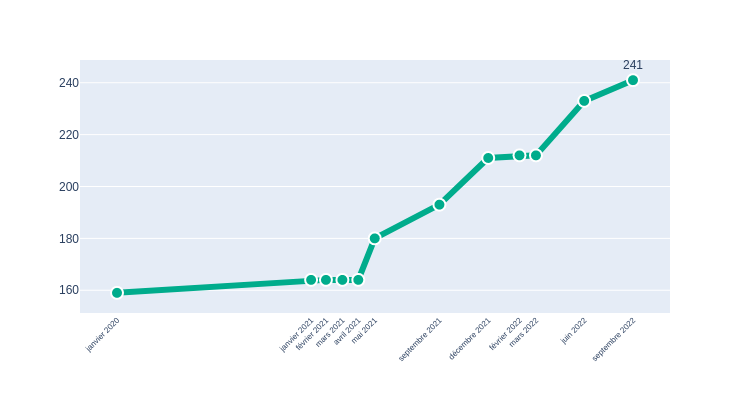 241
240
220
200
180
160
janvier 2020
janvier 2021
février 2021
mars 2021
avril 2021
mai 2021
septembre 2021
décembre 2021
février 2022
mars 2022
juin 2022
septembre 2022